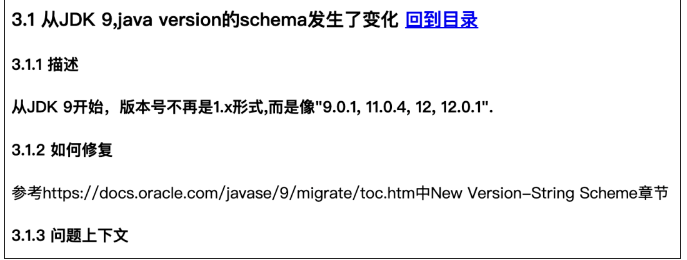 3.1 从JDK 9,java version的schema发生了变化 回到目录
3.1.1 描述
从JDK 9开始，版本号不再是1.x形式,而是像"9.0.1, 11.0.4, 12, 12.0.1".
3.1.2 如何修复
参考https://docs.oracle.com/javase/9/migrate/toc.htm中New Version-String Scheme章节
3.1.3 问题上下文